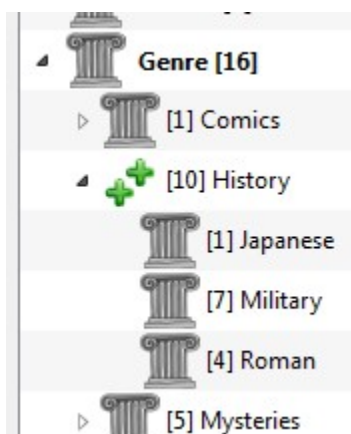 Genre [16]
[1] Comics
[10] History
[1] Japanese
[7] Military
[4] Roman
[5] Mysteries